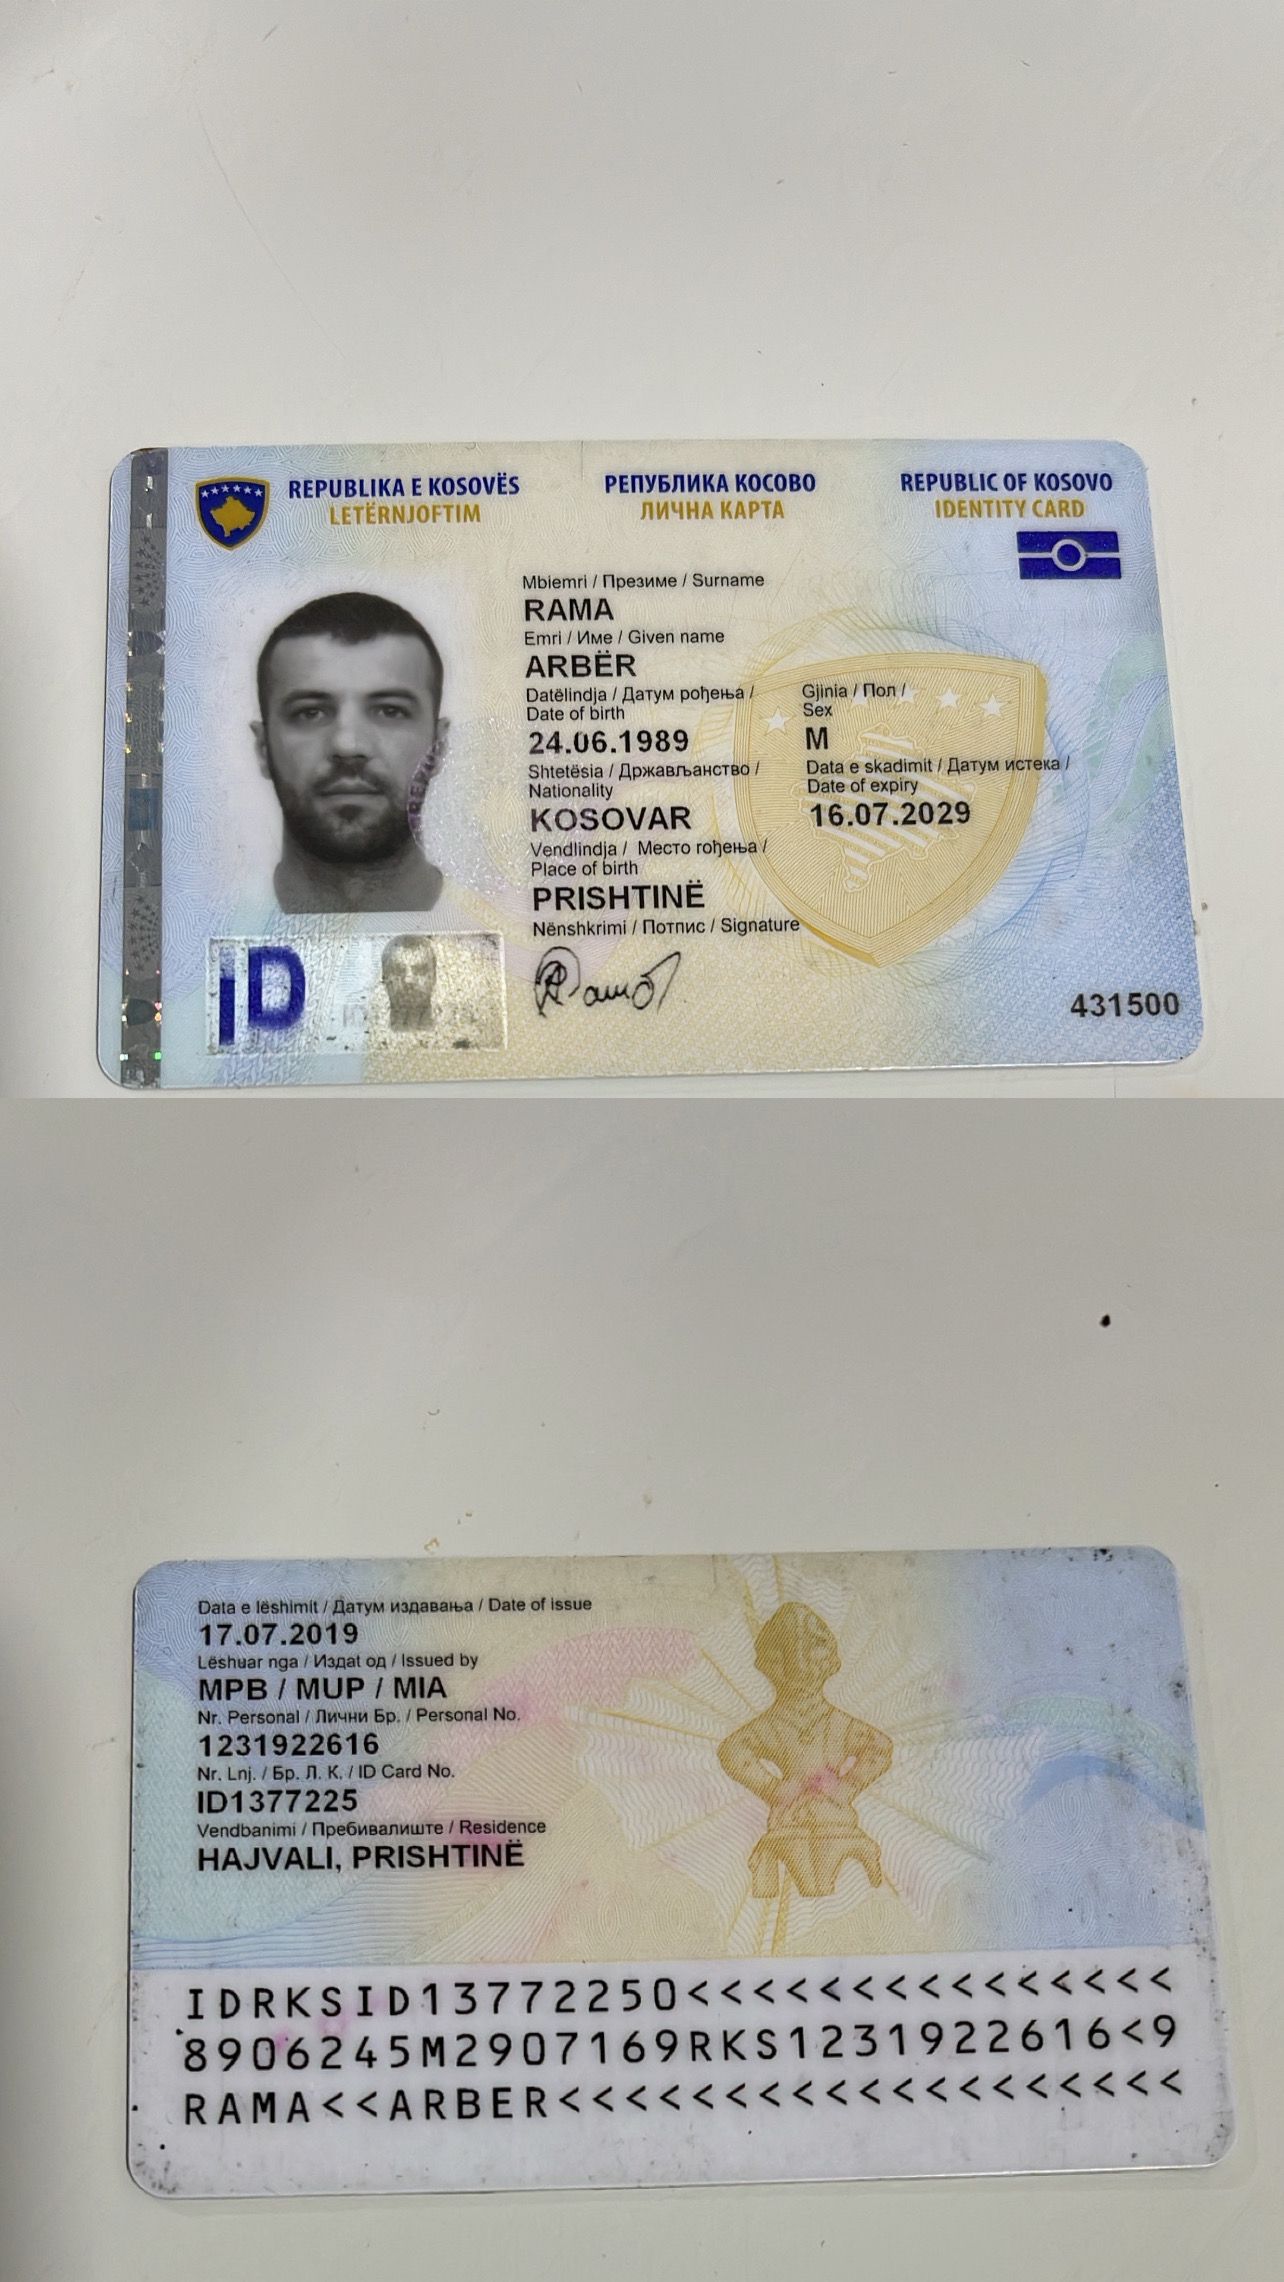 REPUBLIKA E KOSOVËS РЕПУБЛИКА КОСОВО REPUBLIC OF KOSOVO
LETËRNJOFTIM ЛИЧНА КАРТА IDENTITY CARD
Mbiemri / Презиме / Surname
RAMA
Emri / Име / Given name
ARBËR
Datëlindja / Датум рођења /
Date of birth
24.06.1989
Gjinia / Пол /
Sex
M
Shtetësia / Држављанство /
Nationality
KOSOVAR
Data e skadimit / Датум истека /
Date of expiry
16.07.2029
Vendlindja / Место rођења /
Place of birth
PRISHTINË
Nënshkrimi / Потпис / Signature
ID
431500
Data e lëshimit / Датум издавања / Date of issue
17.07.2019
Lëshuar nga / Издат од / Issued by
MPB / MUP / MIA
Nr. Personal / Лични Бр. / Personal No.
1231922616
Nr. Lnj. / Бр. Л. К. / ID Card No.
ID1377225
Vendbanimi / Пребивалиште / Residence
HAJVALI, PRISHTINË
IDRKSID13772250<<<<<<<<<<<<<<<
8906245M2907169RKS1231922616<9
RAMA<<ARBER<<<<<<<<<<<<<<<<<<<